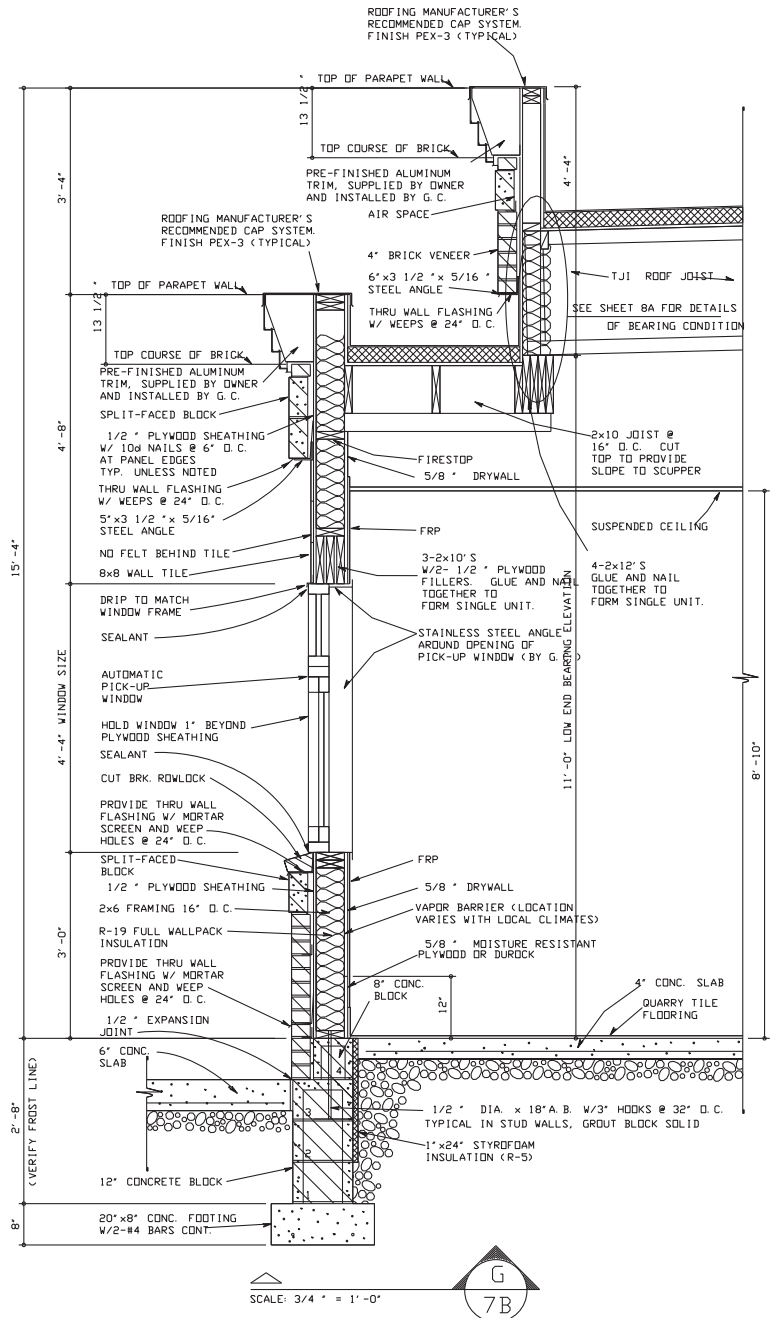 ROOFING MANUFACTURER'S
RECOMMENDED CAP SYSTEM.
FINISH PEX-3 (TYPICAL)
TOP OF PARAPET WALL
13 1/2 "
TOP COURSE OF BRICK
3'-4"
4'-4"
PRE-FINISHED ALUMINUM
TRIM, SUPPLIED BY OWNER
AND INSTALLED BY G.C.
AIR SPACE
ROOFING MANUFACTURER'S
RECOMMENDED CAP SYSTEM.
FINISH PEX-3 (TYPICAL)
4" BRICK VENEER
6"x3 1/2 "x 5/16 "
STEEL ANGLE
TJI ROOF JOIST
TOP OF PARAPET WALL
THRU WALL FLASHING
W/ WEEPS @ 24" O.C.
SEE SHEET 8A FOR DETAILS
OF BEARING CONDITION
13 1/2 "
TOP COURSE OF BRICK
PRE-FINISHED ALUMINUM
TRIM, SUPPLIED BY OWNER
AND INSTALLED BY G.C.
SPLIT-FACED BLOCK
4'-8"
1/2 " PLYWOOD SHEATHING
W/ 10d NAILS @ 6" O.C.
AT PANEL EDGES
TYP. UNLESS NOTED
2x10 JOIST @
16" O.C. CUT
TOP TO PROVIDE
SLOPE TO SCUPPER
FIRESTOP
5/8 " DRYWALL
THRU WALL FLASHING
W/ WEEPS @ 24" O.C.
5"x3 1/2 "x 5/16"
STEEL ANGLE
SUSPENDED CEILING
FRP
NO FELT BEHIND TILE
8x8 WALL TILE
15'-4"
3-2x10'S
W/2- 1/2 " PLYWOOD
FILLERS. GLUE AND NAIL
TOGETHER TO
FORM SINGLE UNIT.
4-2x12'S
GLUE AND NAIL
TOGETHER TO
FORM SINGLE UNIT.
DRIP TO MATCH
WINDOW FRAME
SEALANT
STAINLESS STEEL ANGLE
AROUND OPENING OF
PICK-UP WINDOW (BY G.C.)
11'-0" LOW END BEARING ELEVATION
4'-4" WINDOW SIZE
AUTOMATIC
PICK-UP
WINDOW
HOLD WINDOW 1" BEYOND
PLYWOOD SHEATHING
8'-10"
SEALANT
CUT BRK. ROWLOCK
PROVIDE THRU WALL
FLASHING W/ MORTAR
SCREEN AND WEEP
HOLES @ 24" O.C.
SPLIT-FACED
BLOCK
FRP
1/2 " PLYWOOD SHEATHING
5/8 " DRYWALL
2x6 FRAMING 16" O.C.
VAPOR BARRIER (LOCATION
VARIES WITH LOCAL CLIMATES)
R-19 FULL WALLPACK
INSULATION
3'-0"
5/8 " MOISTURE RESISTANT
PLYWOOD OR DUROCK
PROVIDE THRU WALL
FLASHING W/ MORTAR
SCREEN AND WEEP
HOLES @ 24" O.C.
8" CONC.
BLOCK
12"
4" CONC. SLAB
QUARRY TILE
FLOORING
1/2 " EXPANSION
JOINT
6" CONC.
SLAB
4
3
2
1
2'-8"
(VERIFY FROST LINE)
1/2 " DIA. x 18"A.B. W/3" HOOKS @ 32" O.C.
TYPICAL IN STUD WALLS, GROUT BLOCK SOLID
1"x24" STYROFOAM
INSULATION (R-5)
12" CONCRETE BLOCK
8"
20"x8" CONC. FOOTING
W/2-#4 BARS CONT.
SCALE: 3/4 " = 1'-0"
G
7B